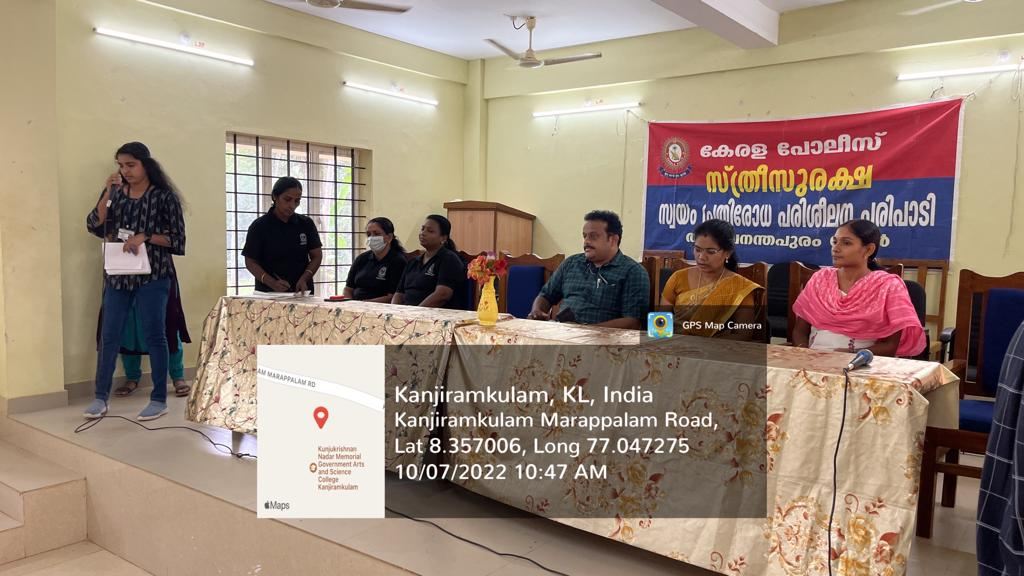 കേരള പോലീസ്
സ്ത്രീസുരക്ഷ
സ്വയം പ്രതിരോധ പരിശീലന പരിപാടി
GPS Map Camera
AM MARAPPALAM RD
Kunjukrishnan
Nadar Memorial
Government Arts
and Science
College
Kanjiramkulam
Maps
Kanjiramkulam, KL, India
Kanjiramkulam Marappalam Road,
Lat 8.357006, Long 77.047275
10/07/2022 10:47 AM